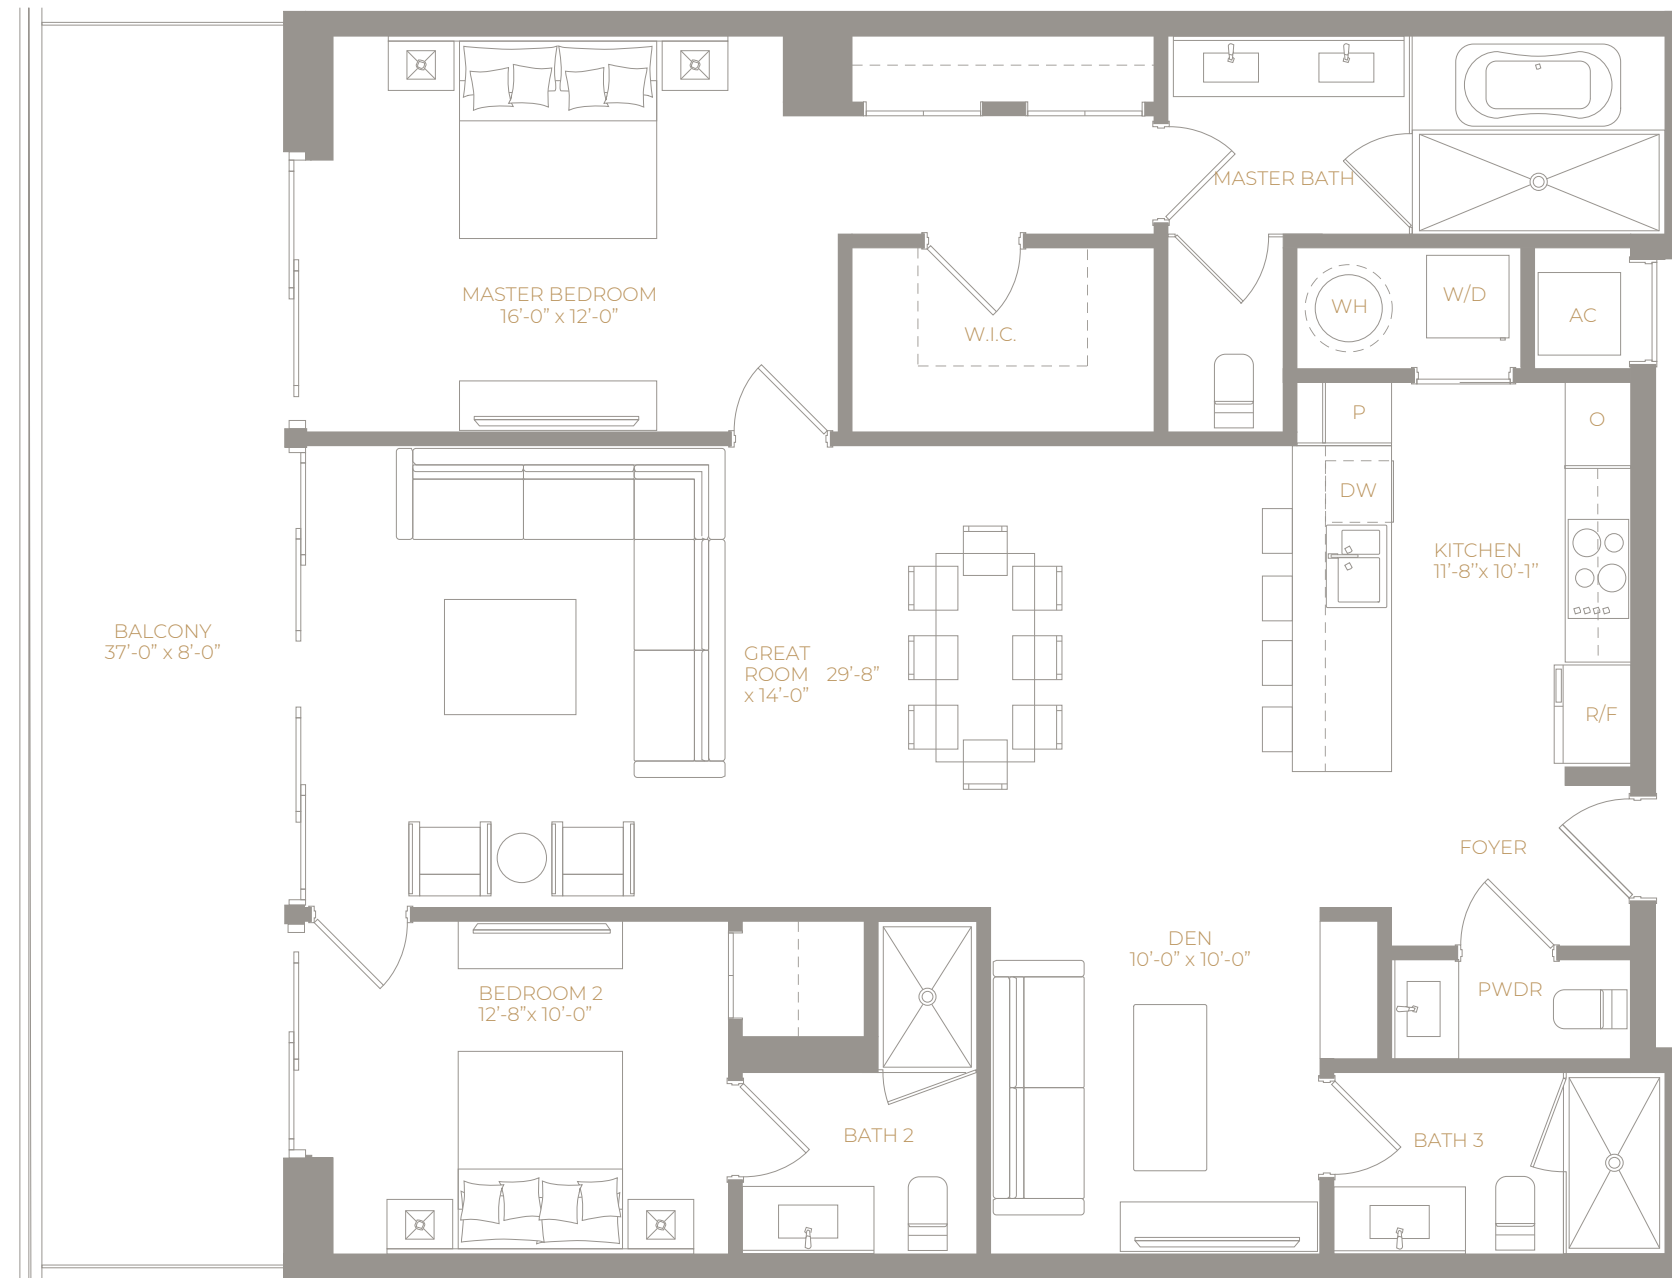 MASTER BATH
MASTER BEDROOM
16’-0” x 12’-0”
W.I.C.
WH
W/D
AC
P
O
DW
KITCHEN
11’-8”x 10’-1”
BALCONY
37’-0” x 8’-0”
GREAT
ROOM 29’-8”
x 14’-0”
R/F
FOYER
DEN
10’-0” x 10’-0”
BEDROOM 2
12’-8”x 10’-0”
PWDR
BATH 2
BATH 3